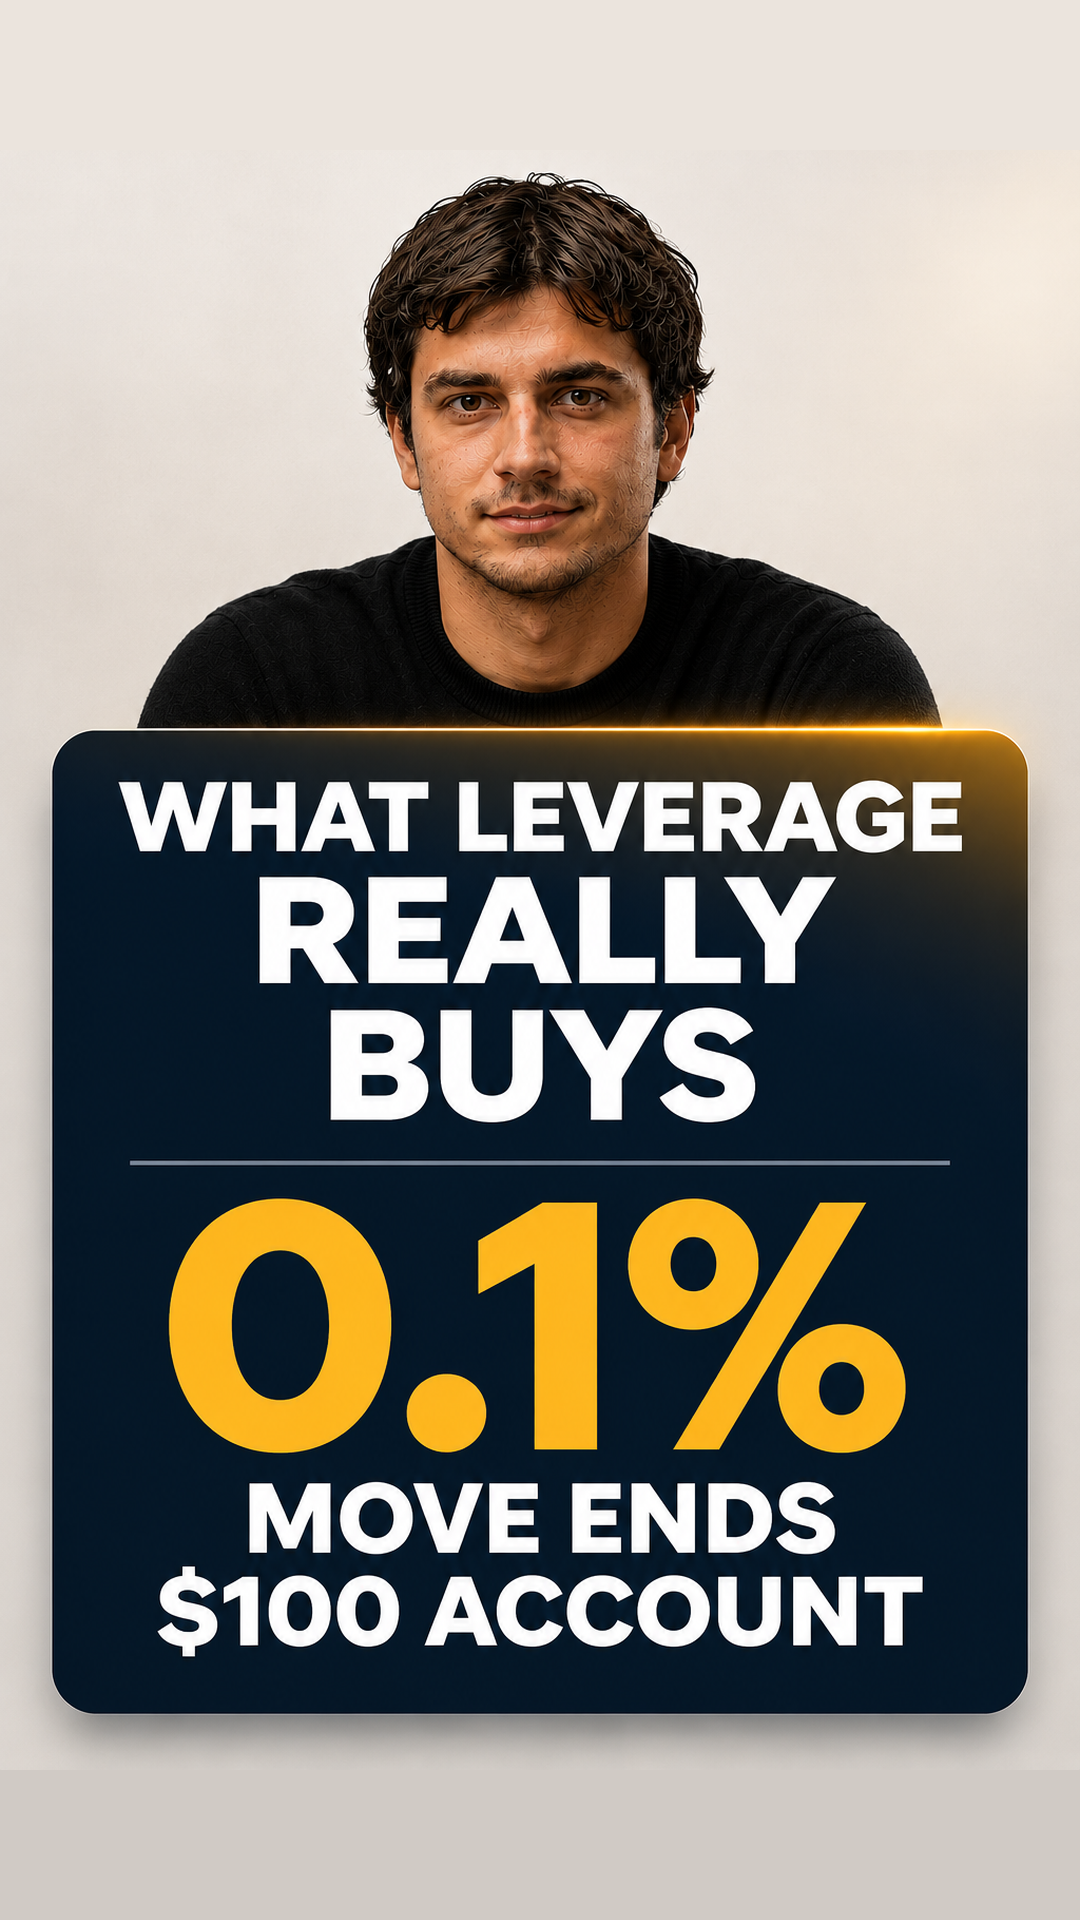 WHAT LEVERAGE
REALLY
BUYS
0.1%
MOVE ENDS
$100 ACCOUNT